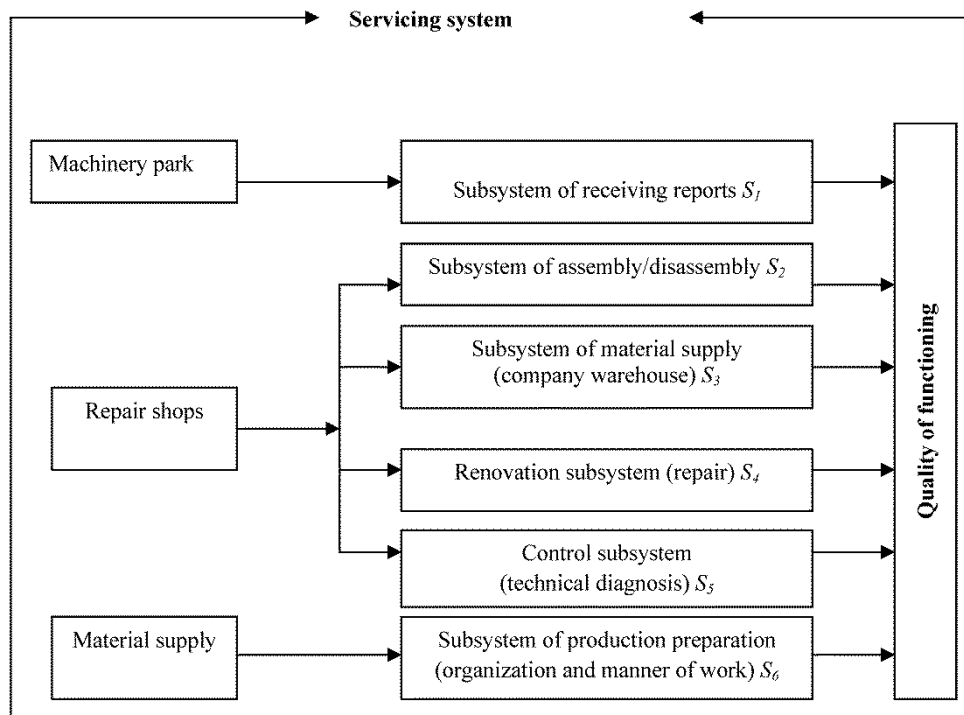 Servicing system
Machinery park
Subsystem of receiving reports S1
Subsystem of assembly/disassembly S2
Subsystem of material supply
(company warehouse) S3
Repair shops
Renovation subsystem (repair) S4
Control subsystem
(technical diagnosis) S5
Material supply
Subsystem of production preparation
(organization and manner of work) S6
Quality of functioning